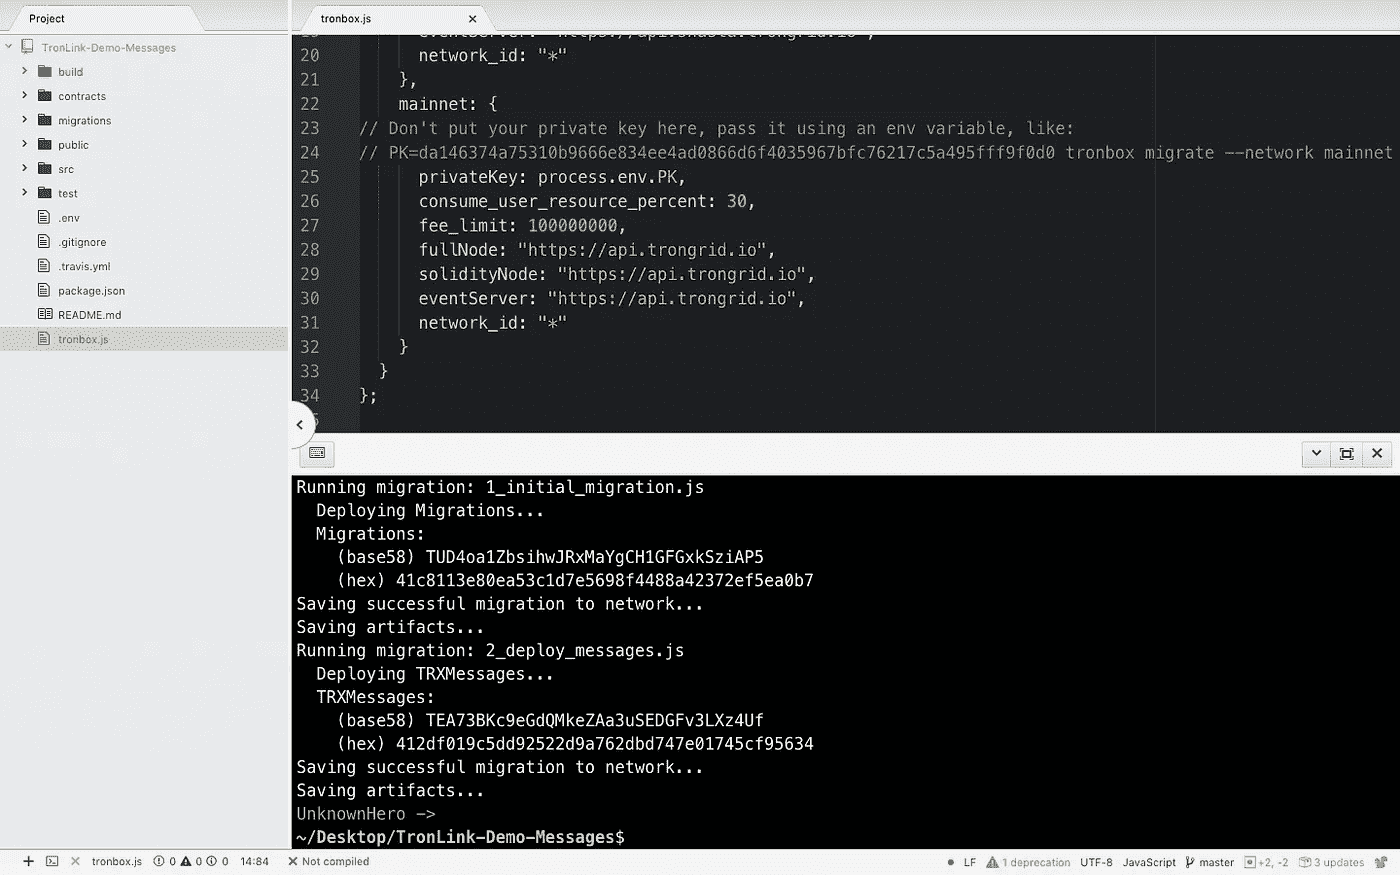 Project
TronLink-Demo-Messages
build
contracts
migrations
public
src
test
.env
.gitignore
.travis.yml
package.json
README.md
tronbox.js
tronbox.js
19 eventServer: "https://api.shasta.trongrid.io",
20 network_id: "*"
21 },
22 mainnet: {
23 // Don't put your private key here, pass it using an env variable, like:
24 // PK=da146374a75310b9666e834ee4ad0866d6f4035967bfc76217c5a495fff9f0d0 tronbox migrate --network mainnet
25 privateKey: process.env.PK,
26 consume_user_resource_percent: 30,
27 fee_limit: 100000000,
28 fullNode: "https://api.trongrid.io",
29 solidityNode: "https://api.trongrid.io",
30 eventServer: "https://api.trongrid.io",
31 network_id: "*"
32 }
33 }
34 };
Running migration: 1_initial_migration.js
Deploying Migrations...
Migrations:
(base58) TUD4oa1ZbsihwJRxMaYgCH1GFGxkSziAP5
(hex) 41c8113e80ea53c1d7e5698f4488a42372ef5ea0b7
Saving successful migration to network...
Saving artifacts...
Running migration: 2_deploy_messages.js
Deploying TRXMessages...
TRXMessages:
(base58) TEA73BKc9eGdQMkeZAa3uSEDGFv3LXz4Uf
(hex) 412df019c5dd92522d9a762dbd747e01745cf95634
Saving successful migration to network...
Saving artifacts...
UnknownHero ->
~/Desktop/TronLink-Demo-Messages$
tronbox.js 0 0 0 14:84 Not compiled LF 1 deprecation UTF-8 JavaScript master +2, -2 3 updates